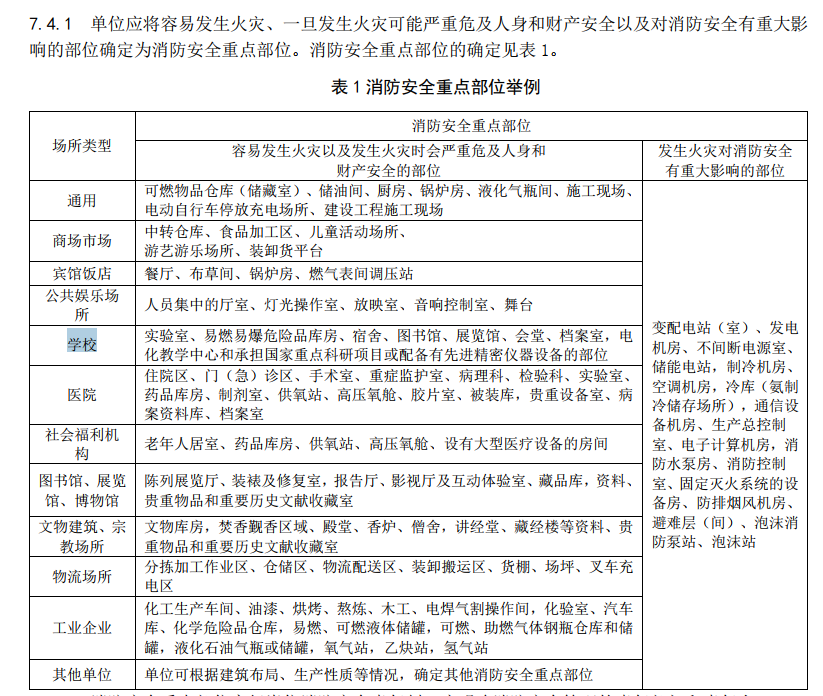 7.4.1 单位应将容易发生火灾、一旦发生火灾可能严重危及人身和财产安全以及对消防安全有重大影
响的部位确定为消防安全重点部位。消防安全重点部位的确定见表1。
表1消防安全重点部位举例
场所类型
消防安全重点部位
容易发生火灾以及发生火灾时会严重危及人身和
财产安全的部位
发生火灾对消防安全
有重大影响的部位
通用
可燃物品仓库（储藏室）、储油间、厨房、锅炉房、液化气瓶间、施工现场、
电动自行车停放充电场所、建设工程施工现场
商场市场
中转仓库、食品加工区、儿童活动场所、
游艺游乐场所、装卸货平台
宾馆饭店
餐厅、布草间、锅炉房、燃气表间调压站
公共娱乐场
所
人员集中的厅室、灯光操作室、放映室、音响控制室、舞台
学校
实验室、易燃易爆危险品库房、宿舍、图书馆、展览馆、会堂、档案室，电
化教学中心和承担国家重点科研项目或配备有先进精密仪器设备的部位
医院
住院区、门（急）诊区、手术室、重症监护室、病理科、检验科、实验室、
药品库房、制剂室、供氧站、高压氧舱、胶片室、被装库，贵重设备室、病
案资料库、档案室
社会福利机
构
老年人居室、药品库房、供氧站、高压氧舱、设有大型医疗设备的房间
图书馆、展览
馆、博物馆
陈列展览厅、装裱及修复室，报告厅、影视厅及互动体验室、藏品库，资料、
贵重物品和重要历史文献收藏室
文物建筑、宗
教场所
文物库房，焚香觐香区域、殿堂、香炉、僧舍，讲经堂、藏经楼等资料、贵
重物品和重要历史文献收藏室
物流场所
分拣加工作业区、仓储区、物流配送区、装卸搬运区、货棚、场坪、叉车充
电区
工业企业
化工生产车间、油漆、烘烤、熬炼、木工、电焊气割操作间，化验室、汽车
库、化学危险品仓库，易燃、可燃液体储罐，可燃、助燃气体钢瓶仓库和储
罐，液化石油气瓶或储罐，氧气站，乙炔站，氢气站
其他单位
单位可根据建筑布局、生产性质等情况，确定其他消防安全重点部位
变配电站（室）、发电
机房、不间断电源室、
储能电站，制冷机房、
空调机房，冷库（氨制
冷储存场所），通信设
备机房、生产总控制
室、电子计算机房，消
防水泵房、消防控制
室、固定灭火系统的设
备房、防排烟风机房、
避难层（间）、泡沫消
防泵站、泡沫站